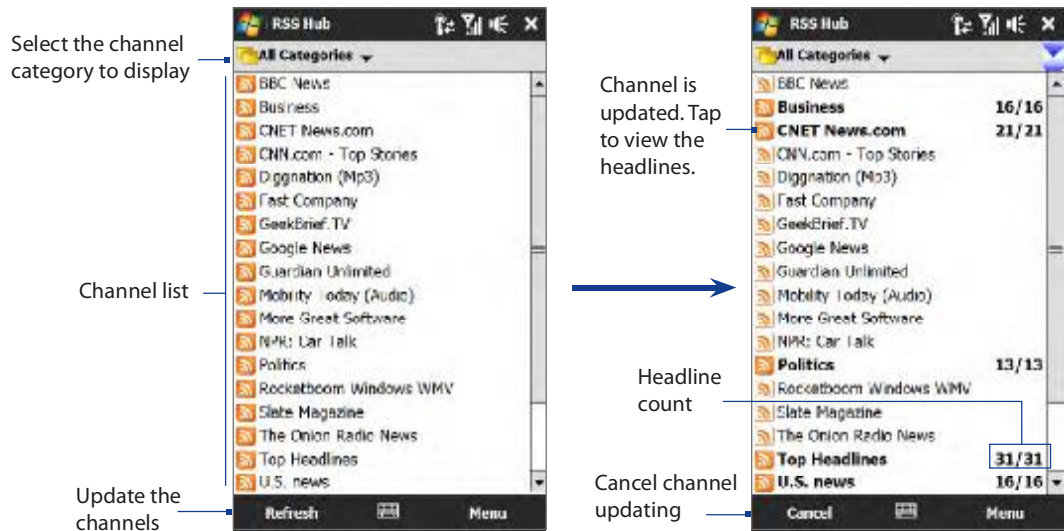 RSS Hub
Select the channel
category to display
All Categories
BBC News
Business
CNET News.com
CNN.com - Top Stories
Diggnation (Mp3)
Fast Company
GeekBrief.TV
Google News
Guardian Unlimited
Channel list
Mobility Today (Audio)
More Great Software
NPR: Car Talk
Politics
Rocketboom Windows WMV
Slate Magazine
The Onion Radio News
Top Headlines
U.S. news
Update the
channels
Refresh
Menu
RSS Hub
All Categories
Channel is
updated. Tap
to view the
headlines.
BBC News
Business 16/16
CNET News.com 21/21
CNN.com - Top Stories
Diggnation (Mp3)
Fast Company
GeekBrief.TV
Google News
Guardian Unlimited
Mobility Today (Audio)
More Great Software
NPR: Car Talk
Politics 13/13
Headline
count
Rocketboom Windows WMV
Slate Magazine
The Onion Radio News
Top Headlines 31/31
U.S. news 16/16
Cancel channel
updating
Cancel
Menu